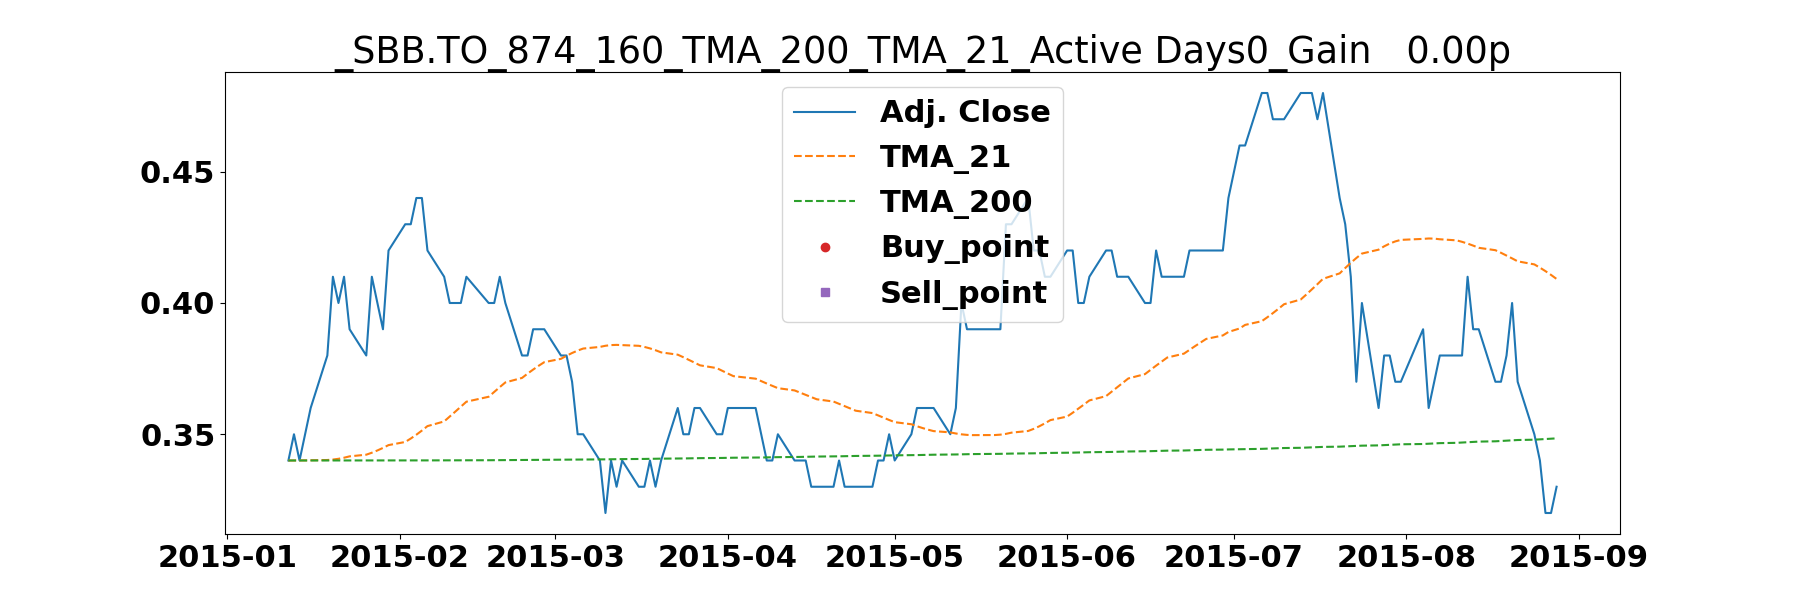 _SBB.TO_874_160_TMA_200_TMA_21_Active Days0_Gain   0.00p
Adj. Close
TMA_21
TMA_200
Buy_point
Sell_point
0.45
0.40
0.35
2015-01 2015-02 2015-03 2015-04 2015-05 2015-06 2015-07 2015-08 2015-09